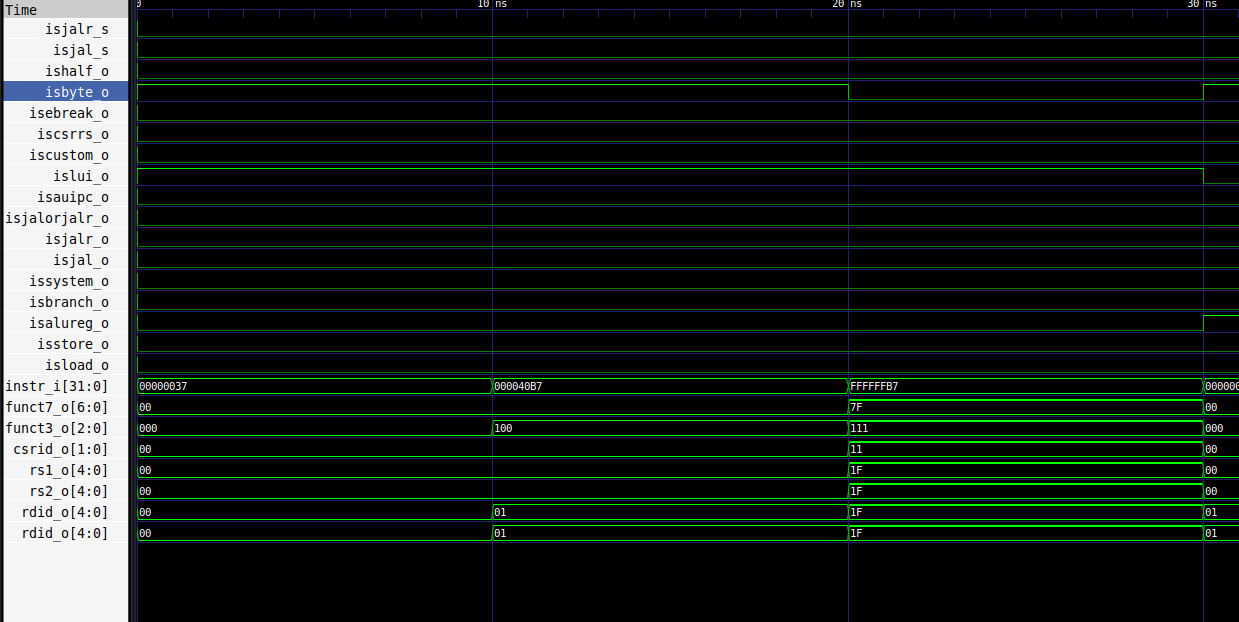 Time
0 10 ns 20 ns 30 ns
isjalr_s
isjal_s
ishalf_o
isbyte_o
isebreak_o
iscsrrs_o
iscustom_o
islui_o
isauipc_o
isjalorjalr_o
isjalr_o
isjal_o
issystem_o
isbranch_o
isalureg_o
isstore_o
isload_o
instr_i[31:0] 00000037 000040B7 FFFFFFB7 000000
funct7_o[6:0] 00 7F 00
funct3_o[2:0] 000 100 111 000
csrid_o[1:0] 00 11 00
rs1_o[4:0] 00 1F 00
rs2_o[4:0] 00 1F 00
rdid_o[4:0] 00 01 1F 01
rdid_o[4:0] 00 01 1F 01